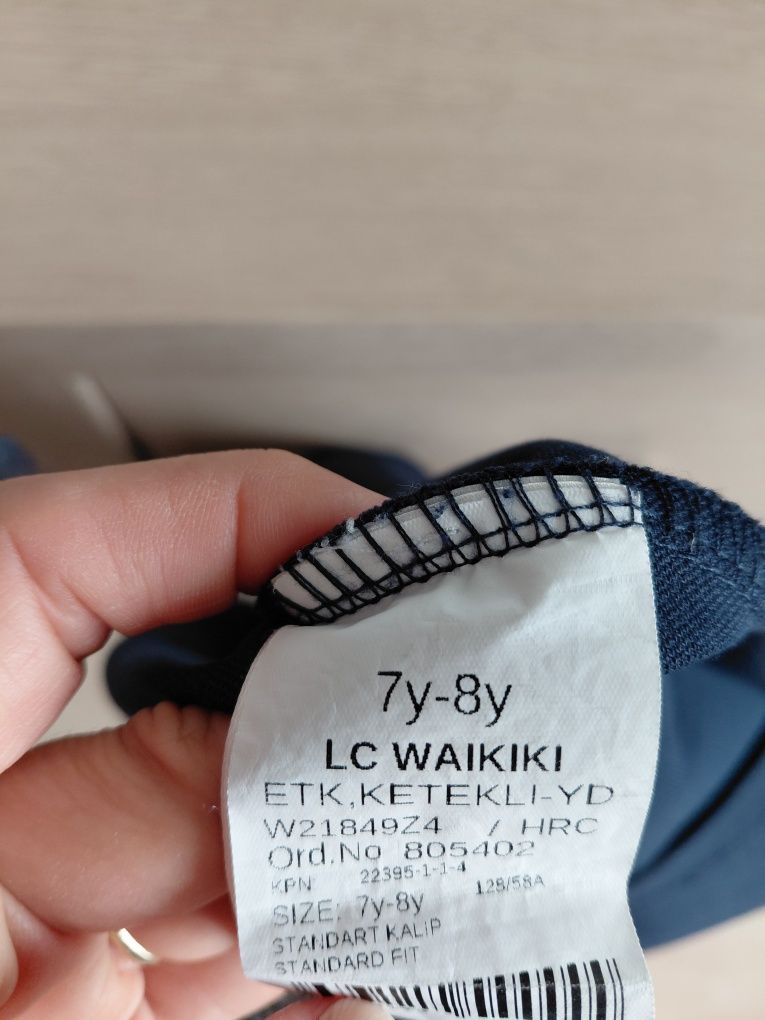 7y-8y
LC WAIKIKI
ETK,KETEKLI-YD
W21849Z4 / HRC
Ord.No 805402
KPN 22395-1-1-4
128/58A
SIZE: 7y-8y
STANDART KALiP
STANDARD FIT